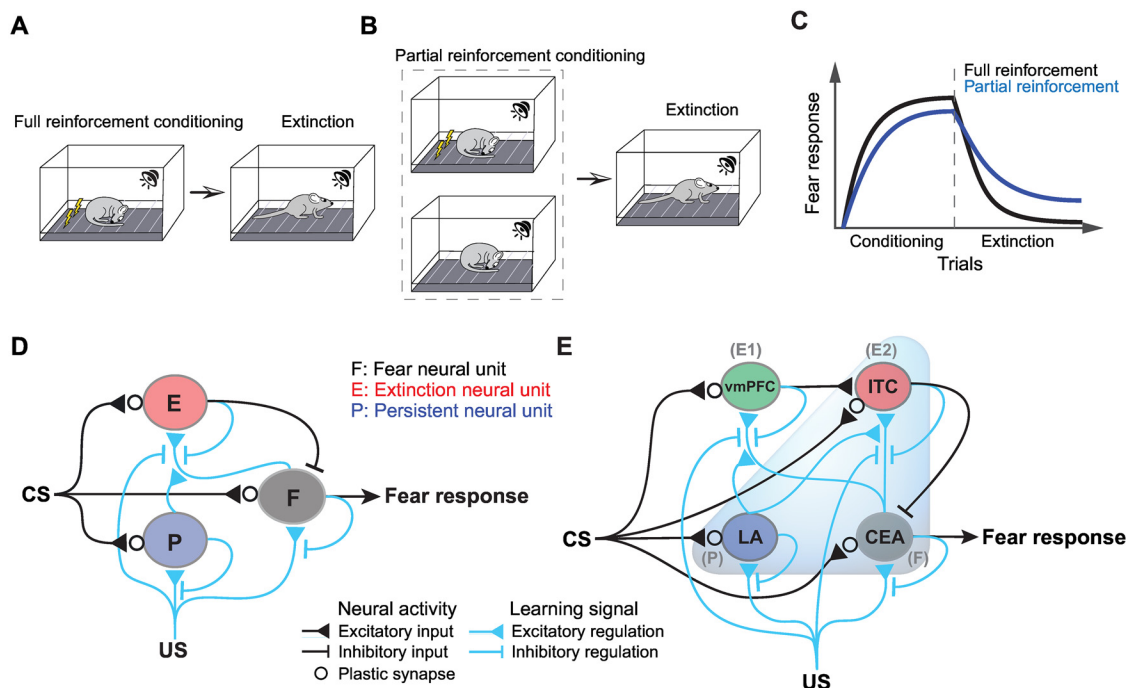 A
Full reinforcement conditioning
Extinction
B
Partial reinforcement conditioning
Extinction
C
Full reinforcement
Partial reinforcement
Fear response
Conditioning
Extinction
Trials
D
F: Fear neural unit
E: Extinction neural unit
P: Persistent neural unit
E
F
P
CS
Fear response
US
Neural activity
Excitatory input
Inhibitory input
Plastic synapse
Learning signal
Excitatory regulation
Inhibitory regulation
E
(E1)
(E2)
vmPFC
ITC
CS
LA
CEA
(P)
(F)
Fear response
US